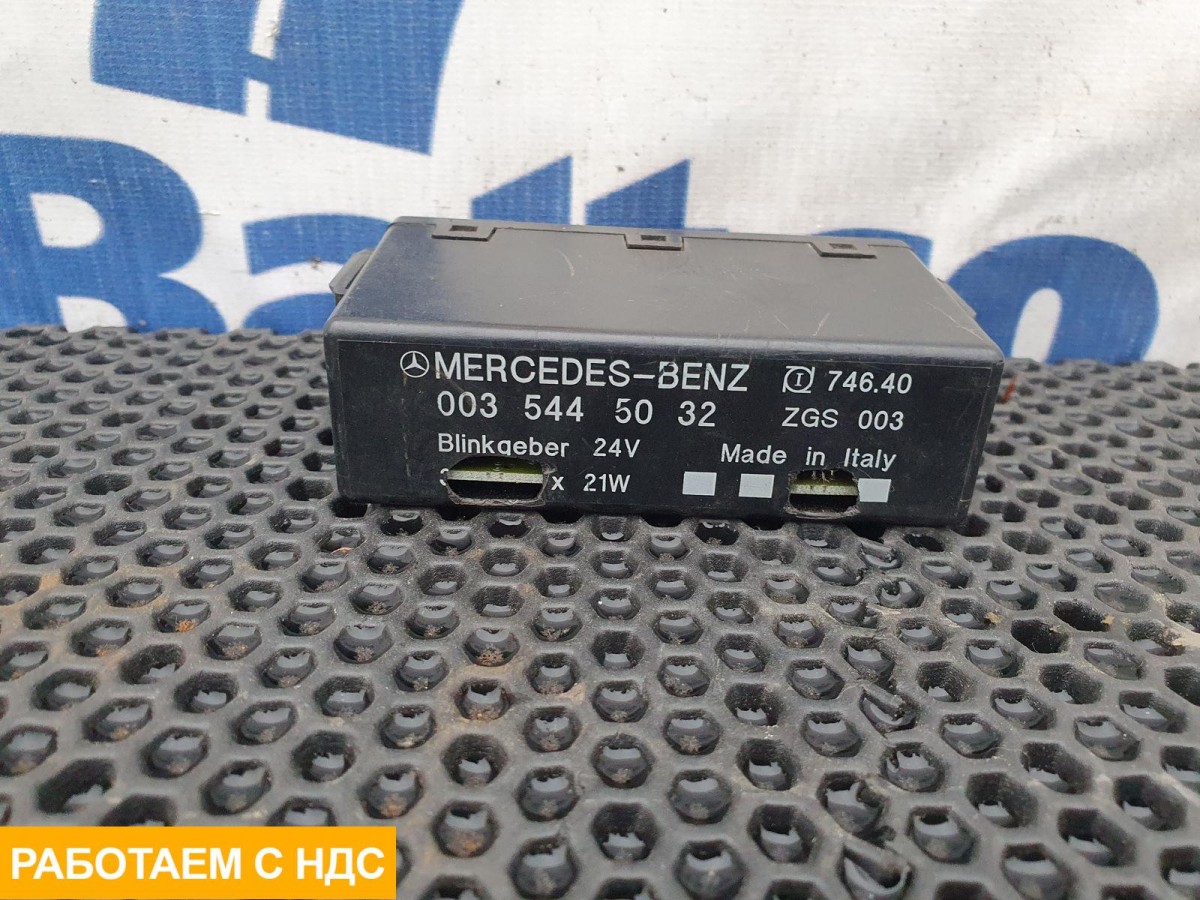 MERCEDES-BENZ 746.40
003 544 50 32 ZGS 003
Blinkgeber 24V Made in Italy
x 21W
РАБОТАЕМ С НДС